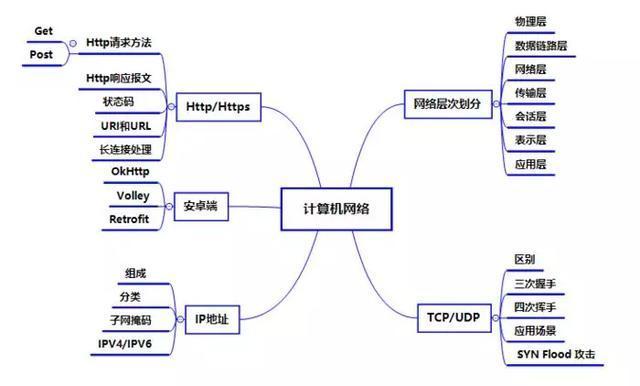 Get
Post
Http请求方法
Http响应报文
状态码
URI和URL
长连接处理
Http/Https
OkHttp
Volley
Retrofit
安卓端
组成
分类
子网掩码
IPV4/IPV6
IP地址
计算机网络
网络层次划分
物理层
数据链路层
网络层
传输层
会话层
表示层
应用层
TCP/UDP
区别
三次握手
四次挥手
应用场景
SYN Flood 攻击